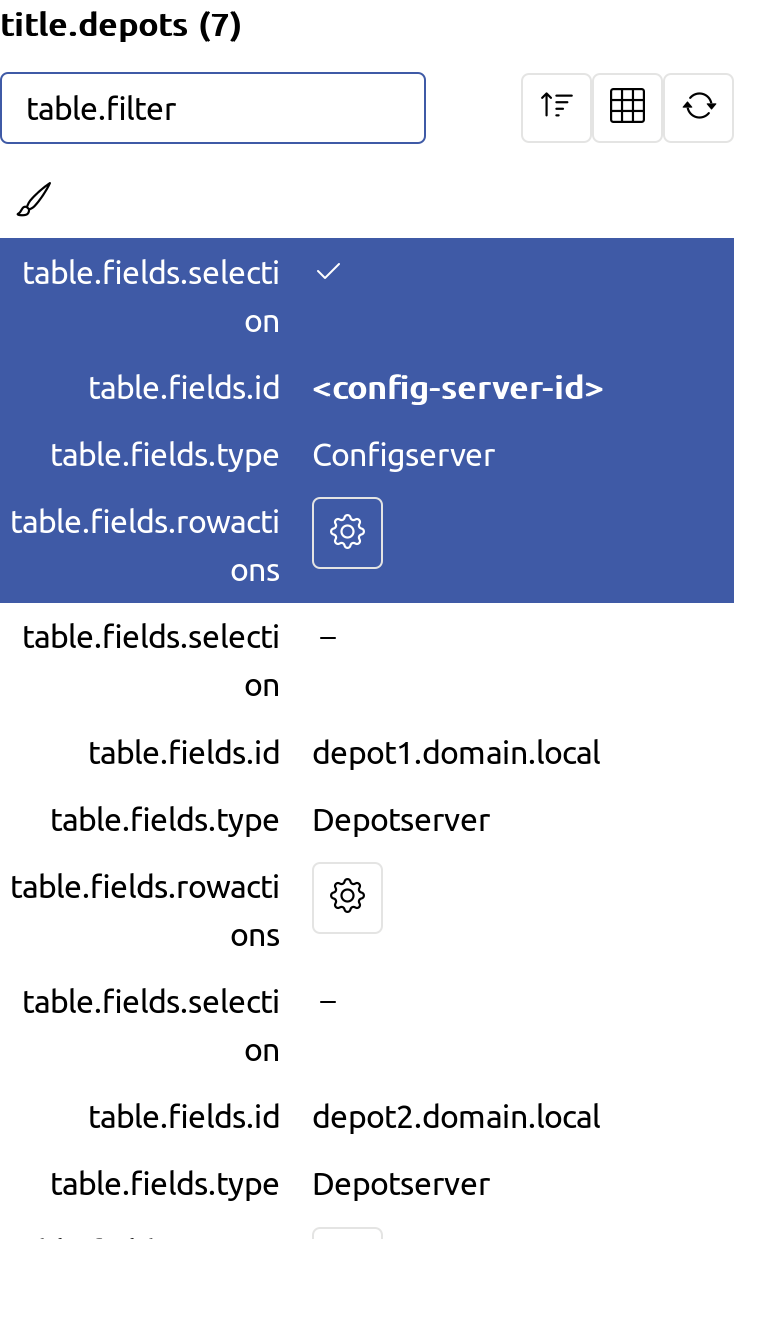 title.depots (7)
table.filter
table.fields.selecti
on
table.fields.id <config-server-id>
table.fields.type Configserver
table.fields.rowacti
ons
table.fields.selecti –
on
table.fields.id depot1.domain.local
table.fields.type Depotserver
table.fields.rowacti
ons
table.fields.selecti –
on
table.fields.id depot2.domain.local
table.fields.type Depotserver